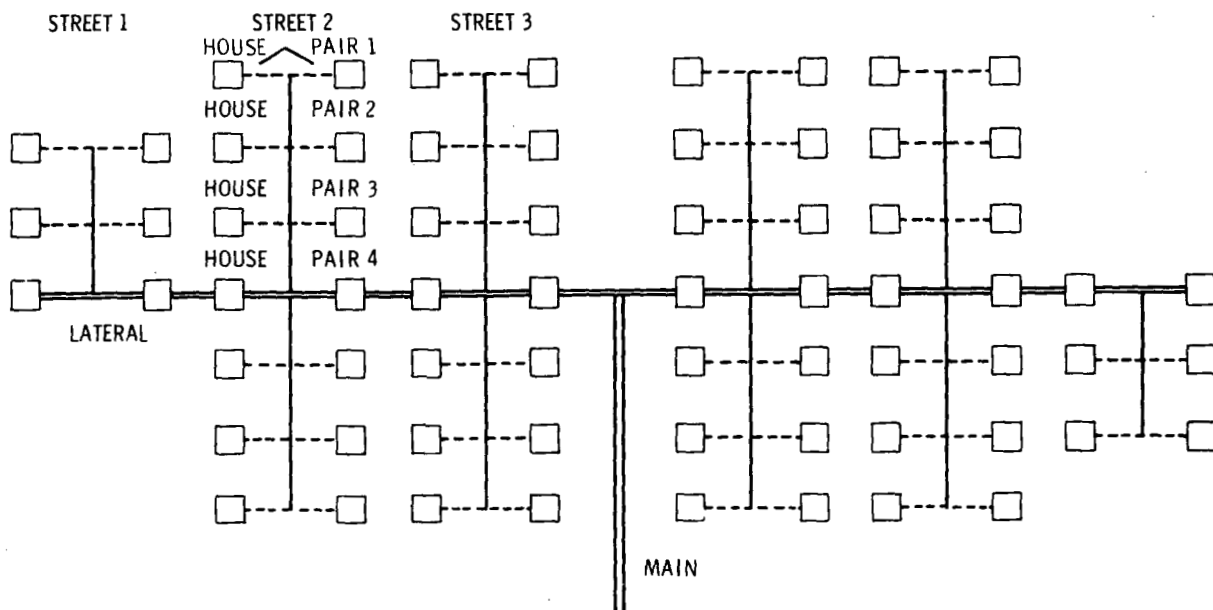 STREET 1 STREET 2 STREET 3
HOUSE PAIR 1
HOUSE PAIR 2
HOUSE PAIR 3
HOUSE PAIR 4
LATERAL
MAIN